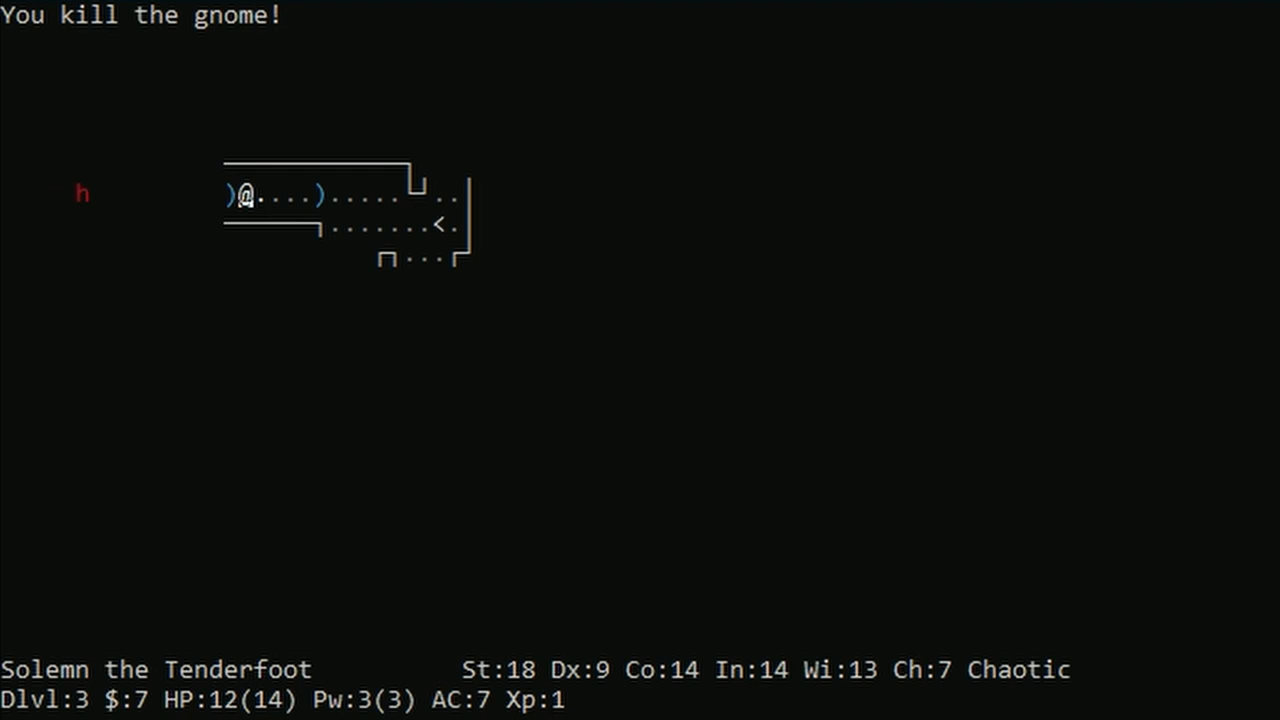 You kill the gnome!
h )@....).....  ..
.......<.
...
Solemn the Tenderfoot St:18 Dx:9 Co:14 In:14 Wi:13 Ch:7 Chaotic
Dlvl:3 $:7 HP:12(14) Pw:3(3) AC:7 Xp:1